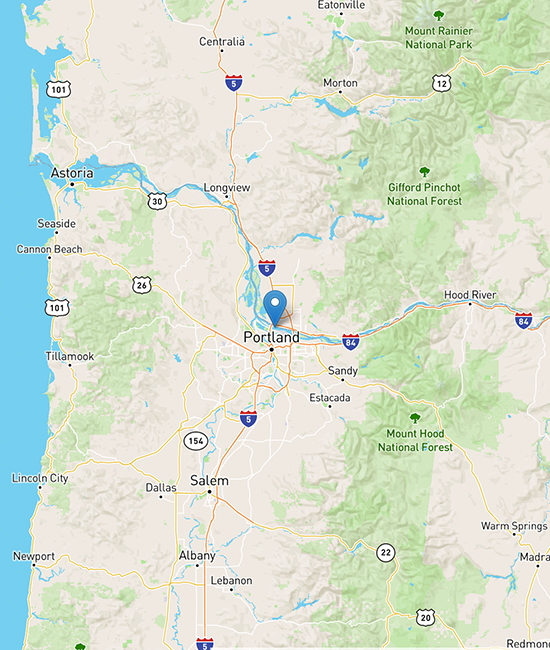 Eatonville
Mount Rainier
National Park
Centralia
5
Morton
12
101
Astoria
Gifford Pinchot
National Forest
Longview
30
Seaside
Cannon Beach
5
26
Hood River
101
84
Portland
84
Tillamook
Sandy
Estacada
5
Mount Hood
National Forest
154
Lincoln City
Salem
Dallas
Warm Springs
Newport
Albany
22
Madra
Lebanon
20
5
Redmon